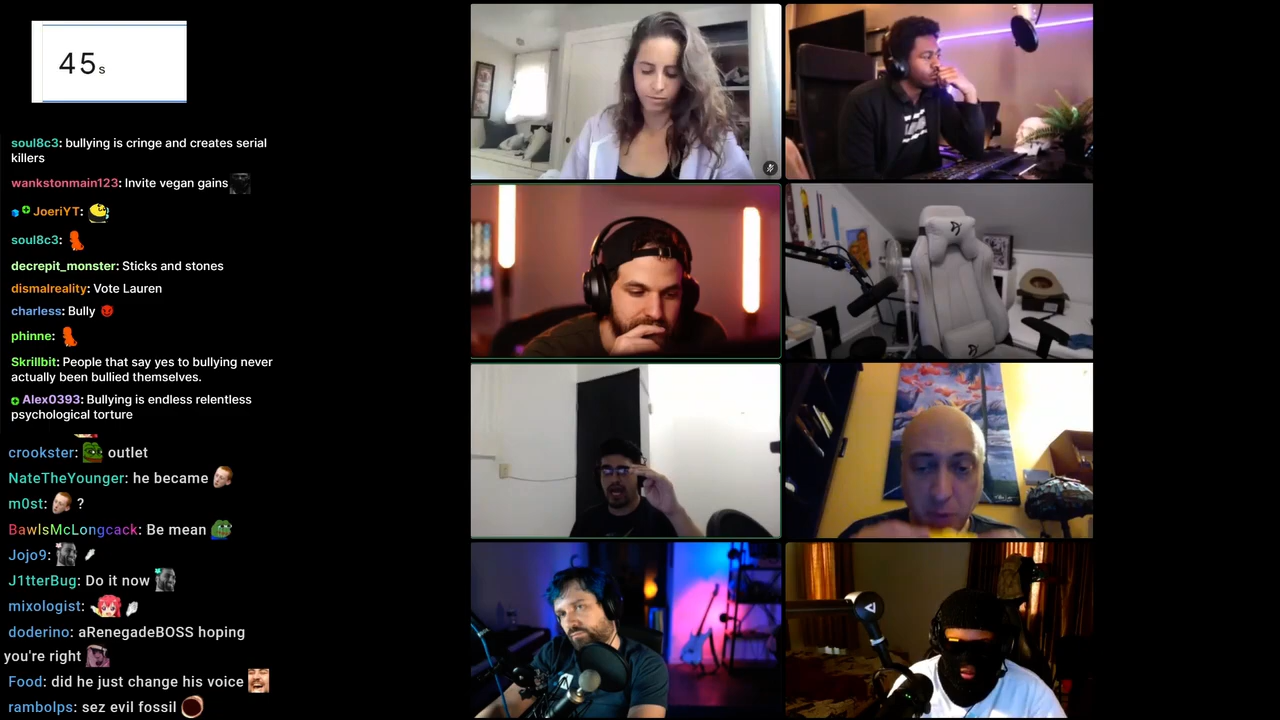 45s
soul8c3: bullying is cringe and creates serial
killers
wankstonmain123: Invite vegan gains
JoeriYT:
soul8c3:
decrepit_monster: Sticks and stones
dismalreality: Vote Lauren
charless: Bully
phinne:
Skrillbit: People that say yes to bullying never
actually been bullied themselves.
Alex0393: Bullying is endless relentless
psychological torture
crookster: outlet
NateTheYounger: he became
m0st: ?
BawlsMcLongcack: Be mean
Jojo9:
J1tterBug: Do it now
mixologist:
doderino: aRenegadeBOSS hoping
you're right
Food: did he just change his voice
rambolps: sez evil fossil